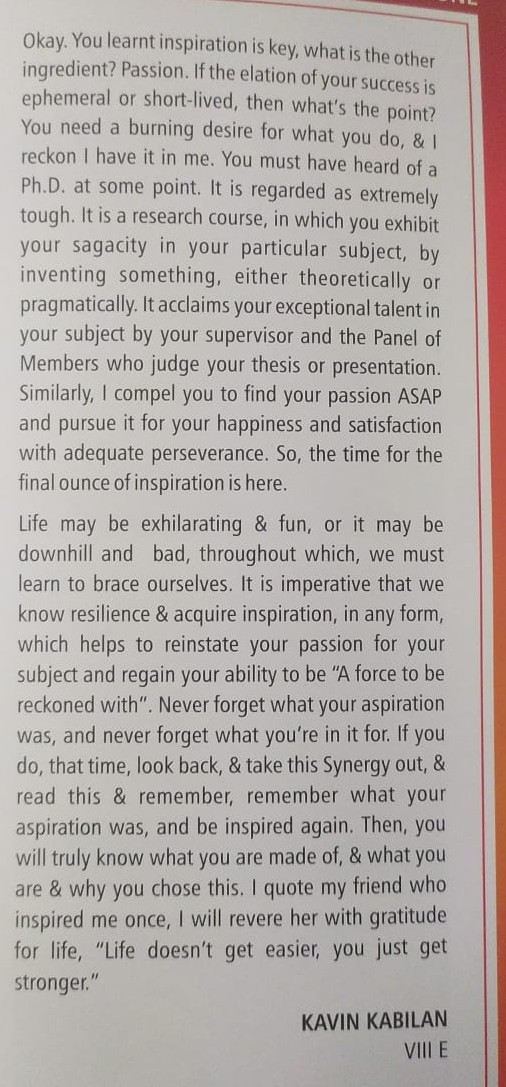 Okay. You learnt inspiration is key, what is the other
ingredient? Passion. If the elation of your success is
ephemeral or short-lived, then what's the point?
You need a burning desire for what you do, & I
reckon I have it in me. You must have heard of a
Ph.D. at some point. It is regarded as extremely
tough. It is a research course, in which you exhibit
your sagacity in your particular subject, by
inventing something, either theoretically or
pragmatically. It acclaims your exceptional talent in
your subject by your supervisor and the Panel of
Members who judge your thesis or presentation.
Similarly, I compel you to find your passion ASAP
and pursue it for your happiness and satisfaction
with adequate perseverance. So, the time for the
final ounce of inspiration is here.
Life may be exhilarating & fun, or it may be
downhill and bad, throughout which, we must
learn to brace ourselves. It is imperative that we
know resilience & acquire inspiration, in any form,
which helps to reinstate your passion for your
subject and regain your ability to be "A force to be
reckoned with". Never forget what your aspiration
was, and never forget what you're in it for. If you
do, that time, look back, & take this Synergy out, &
read this & remember, remember what your
aspiration was, and be inspired again. Then, you
will truly know what you are made of, & what you
are & why you chose this. I quote my friend who
inspired me once, I will revere her with gratitude
for life, "Life doesn't get easier, you just get
stronger."
KAVIN KABILAN
VIII E